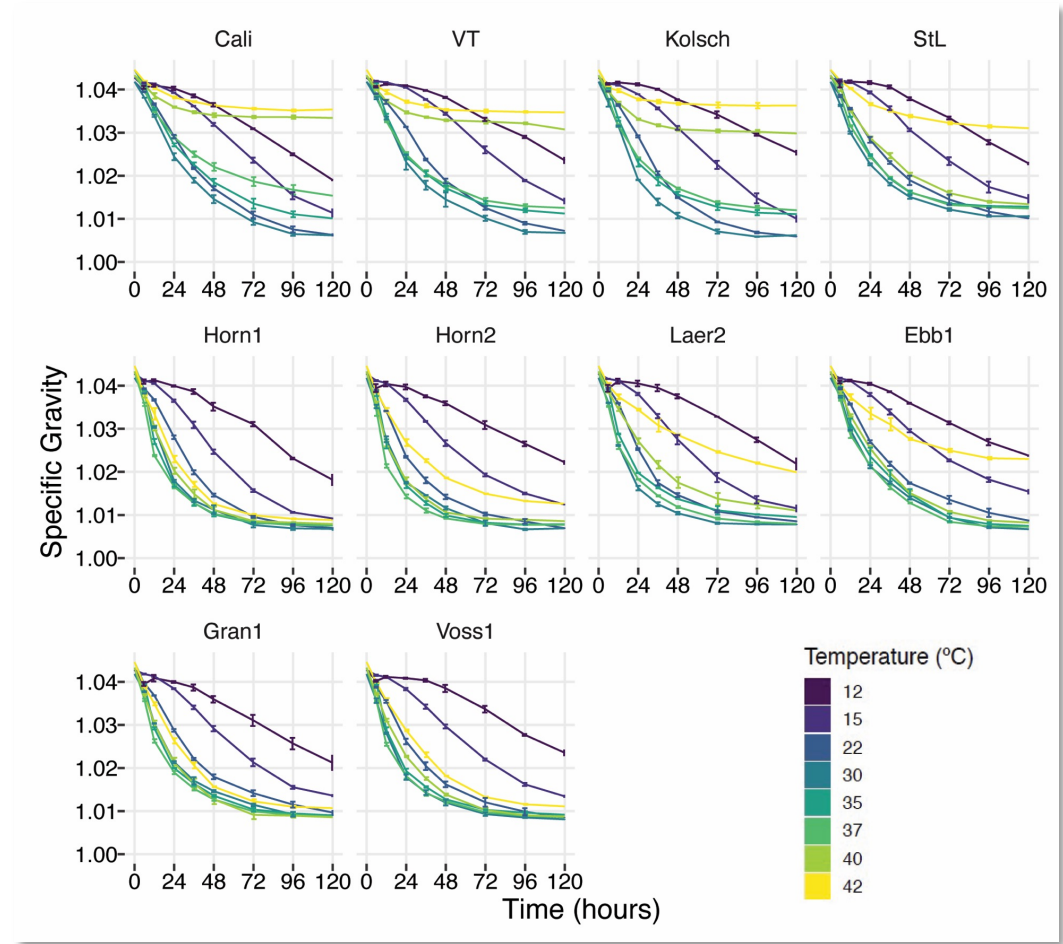 Cali VT Kolsch StL
1.04
1.03
1.02
1.01
1.00
0 24 48 72 96 120 0 24 48 72 96 120 0 24 48 72 96 120 0 24 48 72 96 120
Horn1 Horn2 Laer2 Ebb1
1.04
1.03
1.02
1.01
1.00
0 24 48 72 96 120 0 24 48 72 96 120 0 24 48 72 96 120 0 24 48 72 96 120
Specific Gravity
Gran1 Voss1
1.04
1.03
1.02
1.01
1.00
0 24 48 72 96 120 0 24 48 72 96 120
Time (hours)
Temperature (ºC)
12
15
22
30
35
37
40
42